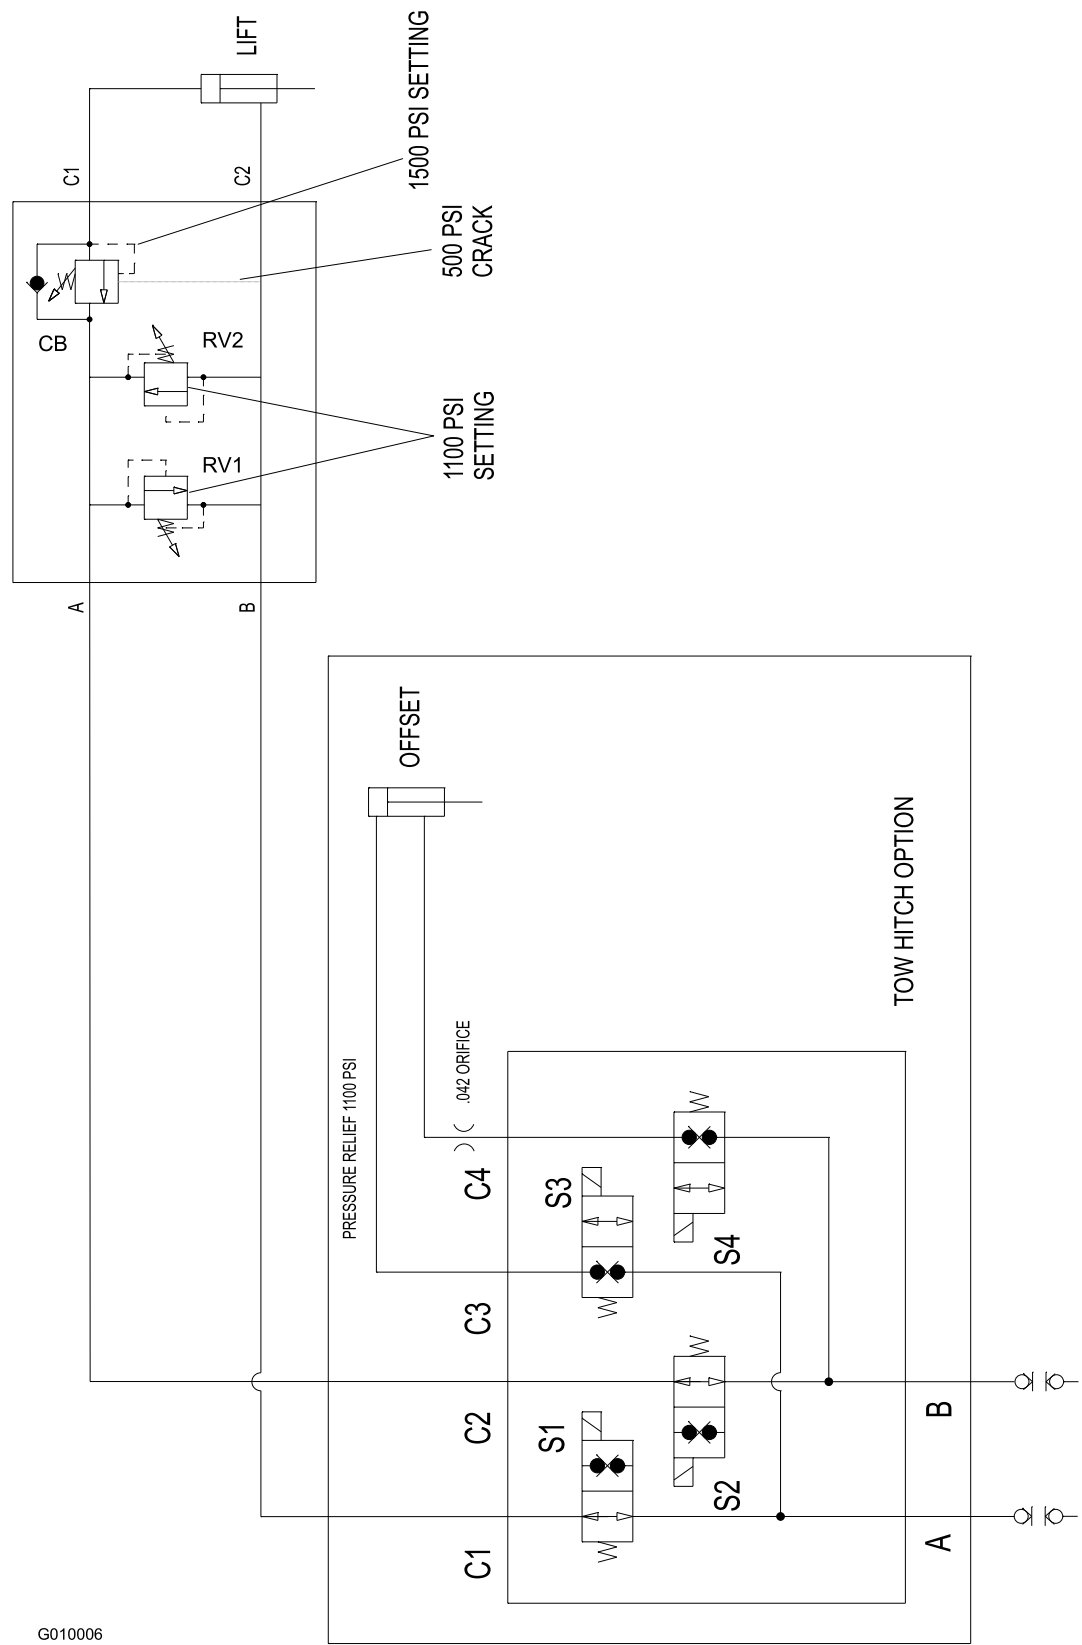 LIFT
1500 PSI SETTING
C1
C2
500 PSI
CRACK
CB
RV2
1100 PSI
SETTING
RV1
A
B
OFFSET
TOW HITCH OPTION
PRESSURE RELIEF 1100 PSI
.042 ORIFICE
C4
S3
S4
C3
C2
S1
B
S2
C1
A
G010006